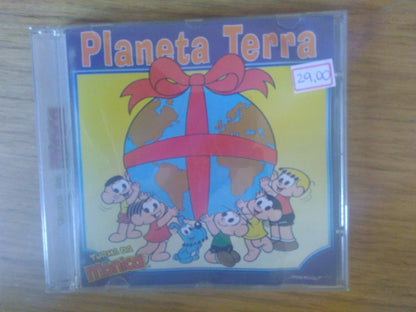 Planeta Terra
29,00
TURMA DA
Mônica